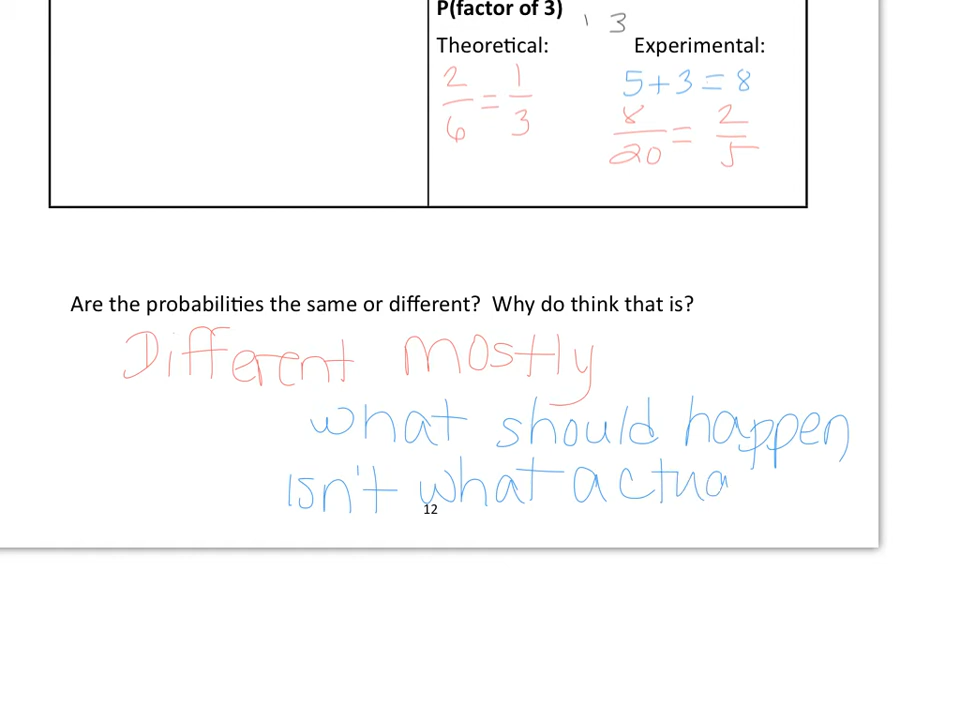 P(factor of 3)
1 3
Theoretical: Experimental:
2/6 = 1/3
5+3=8
8/20 = 2/5
Are the probabilities the same or different? Why do think that is?
Different mostly
what should happen
Isn't what actua
12